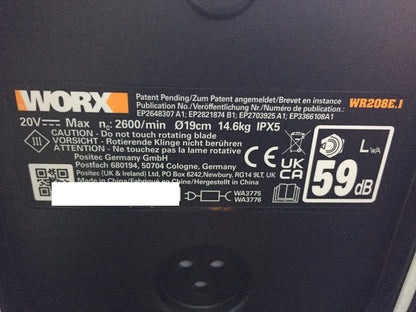 WORX
Patent Pending/Zum Patent angemeldet/Brevet en instance
Publication No./Veröffentlichung Nr./Numéro de publication:
EP2648307 A1; EP2821874 B1; EP2703925 A1; EP3366108A1
WR208E.1
20V Max n₀: 2600/min Ø19cm 14.6kg IPX5
CAUTION - Do not touch rotating blade
VORSICHT - Rotierende Klinge nicht berühren
ATTENTION - Ne touchez pas la lame rotative
III
Positec Germany GmbH
Postfach 680194, 50704 Cologne, Germany
Positec (UK & Ireland) Ltd, PO Box 6242, Newbury, RG14 9LT, UK
Made in China/Fabriqué en Chine/Hergestellt in China
WA3775
WA3776
CE
UKCA
LWA
59dB